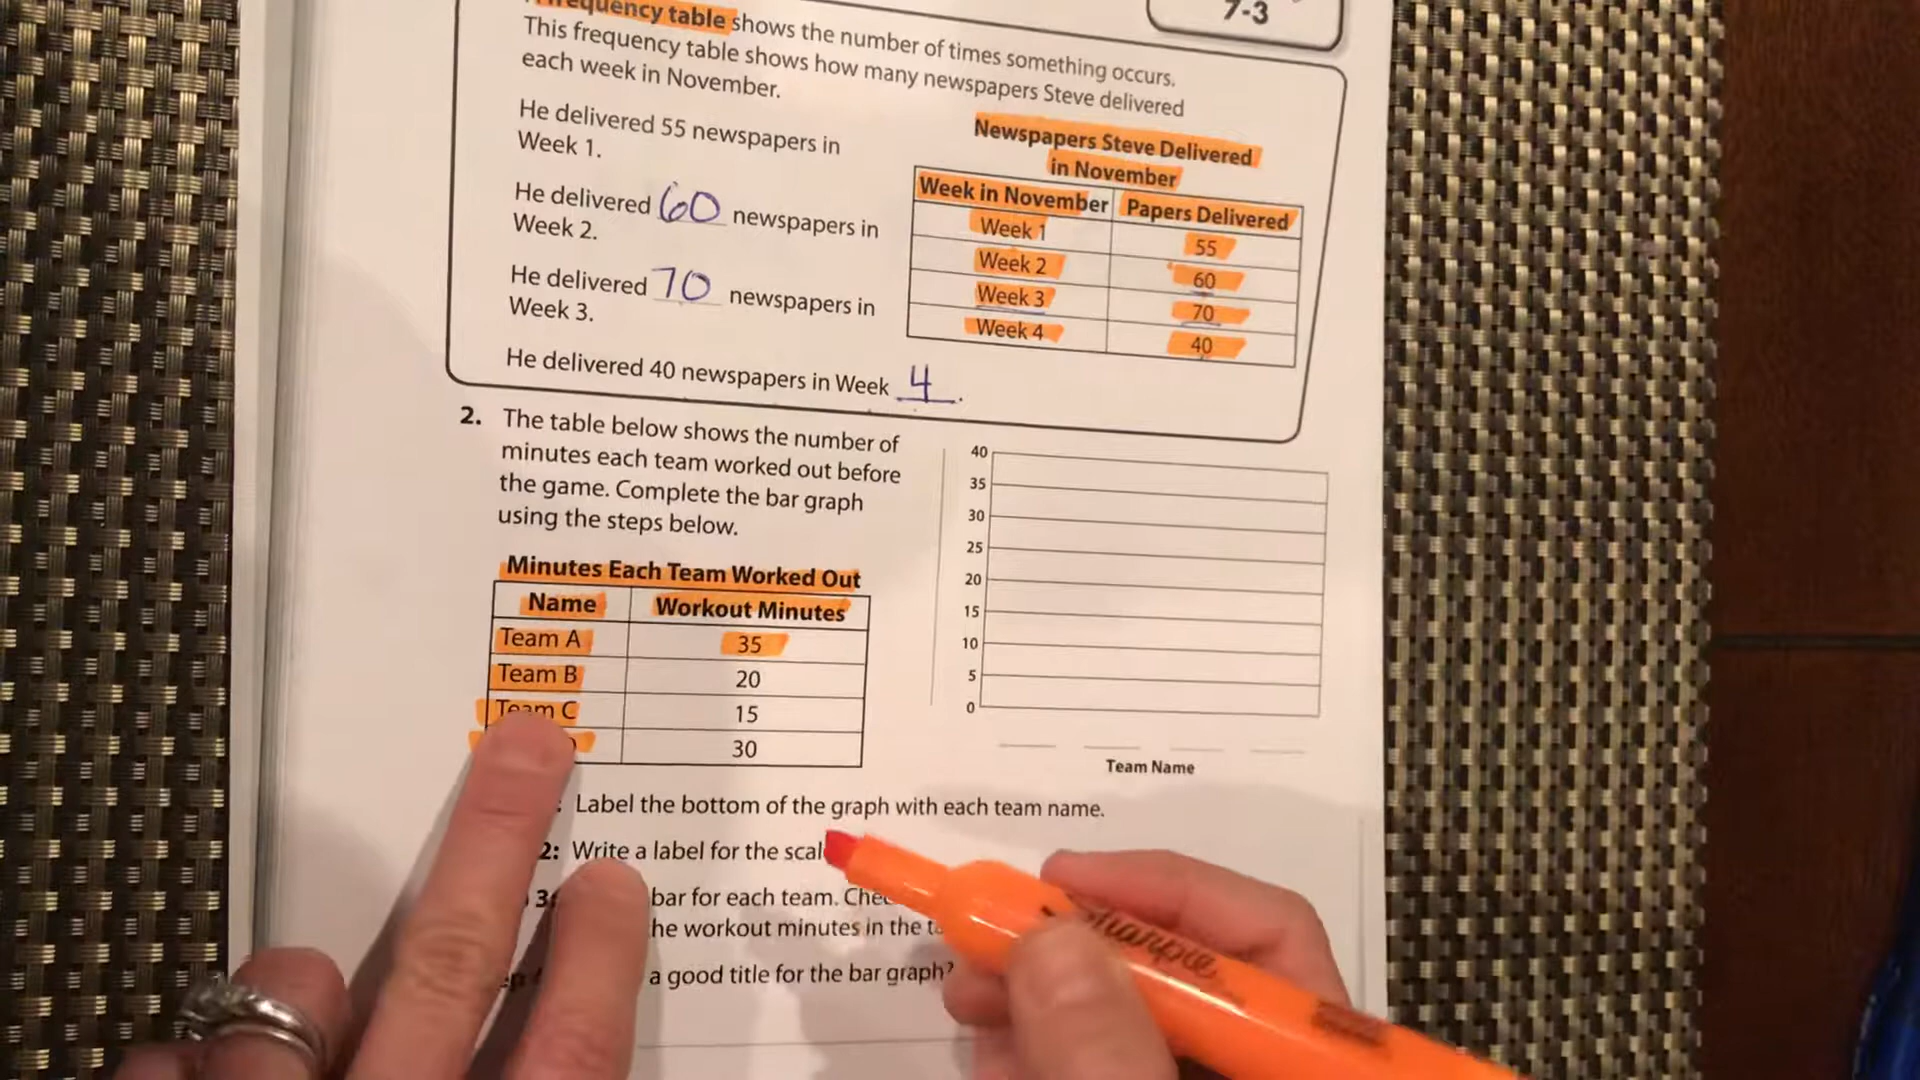 frequency table shows the number of times something occurs.
This frequency table shows how many newspapers Steve delivered
each week in November.
7-3
He delivered 55 newspapers in
Week 1.
He delivered 60 newspapers in
Week 2.
He delivered 70 newspapers in
Week 3.
He delivered 40 newspapers in Week 4.
Newspapers Steve Delivered
in November
Week in November Papers Delivered
Week 1 55
Week 2 60
Week 3 70
Week 4 40
2. The table below shows the number of
minutes each team worked out before
the game. Complete the bar graph
using the steps below.
Minutes Each Team Worked Out
Name Workout Minutes
Team A 35
Team B 20
Team C 15
30
40
35
30
25
20
15
10
5
0
Team Name
Label the bottom of the graph with each team name.
2: Write a label for the
3: bar for each team.
the workout minutes in the
a good title for the bar graph?
Sharpie